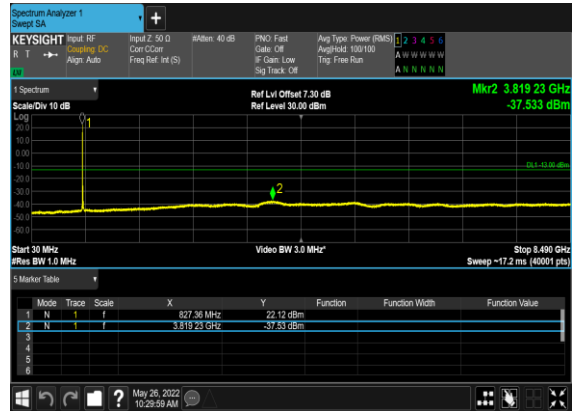 Spectrum Analyzer 1
Swept SA
+
KEYSIGHT Input: RF Input Z: 50 Ω #Atten: 40 dB PNO: Fast Avg Type: Power (RMS) 1 2 3 4 5 6
R T Coupling: DC Corr CCorr Gate: Off Avg|Hold: 100/100 A W W W W W
Align: Auto Freq Ref: Int (S) IF Gain: Low Trig: Free Run
Sig Track: Off A N N N N N
1 Spectrum Ref Lvl Offset 7.30 dB Mkr2 3.819 23 GHz
Scale/Div 10 dB Ref Level 30.00 dBm -37.533 dBm
Log
20.0
1
10.0
0.00
-10.0
DL1 -13.00 dBm
-20.0
-30.0
2
-40.0
-50.0
-60.0
Start 30 MHz Video BW 3.0 MHz* Stop 8.490 GHz
#Res BW 1.0 MHz Sweep ~17.2 ms (40001 pts)
5 Marker Table
Mode Trace Scale X Y Function Function Width Function Value
1 N 1 f 827.36 MHz 22.12 dBm
2 N 1 f 3.819 23 GHz -37.53 dBm
3
4
5
6
? May 26, 2022
10:29:59 AM